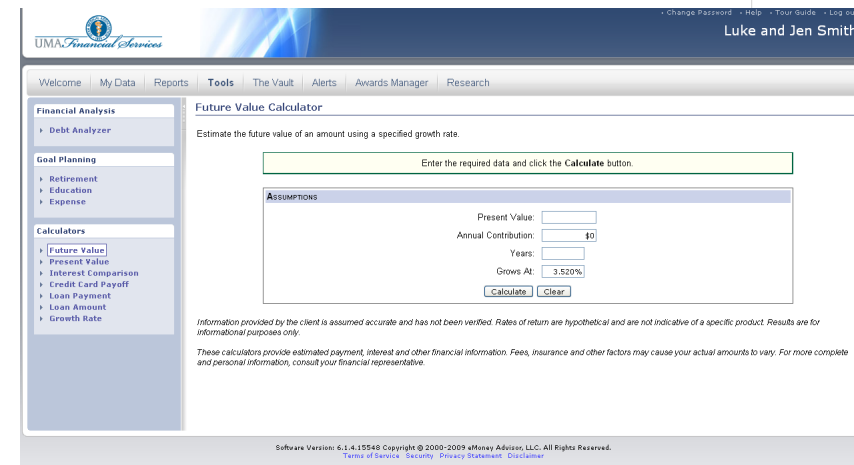 Change Password • Help • Tour Guide • Log ou
UMA Financial Services
Luke and Jen Smith
Welcome My Data Reports Tools The Vault Alerts Awards Manager Research
Financial Analysis
Debt Analyzer
Goal Planning
Retirement
Education
Expense
Calculators
Future Value
Present Value
Interest Comparison
Credit Card Payoff
Loan Payment
Loan Amount
Growth Rate
Future Value Calculator
Estimate the future value of an amount using a specified growth rate.
Enter the required data and click the Calculate button.
ASSUMPTIONS
Present Value:
Annual Contribution: $0
Years:
Grows At: 3.520%
Calculate Clear
Information provided by the client is assumed accurate and has not been verified. Rates of return are hypothetical and are not indicative of a specific product. Results are for
informational purposes only.
These calculators provide estimated payment, interest and other financial information. Fees, insurance and other factors may cause your actual amounts to vary. For more complete
and personal information, consult your financial representative.
Software Version: 6.1.4.15548 Copyright @ 2000-2009 eMoney Advisor, LLC. All Rights Reserved.
Terms of Service Security Privacy Statement Disclaimer